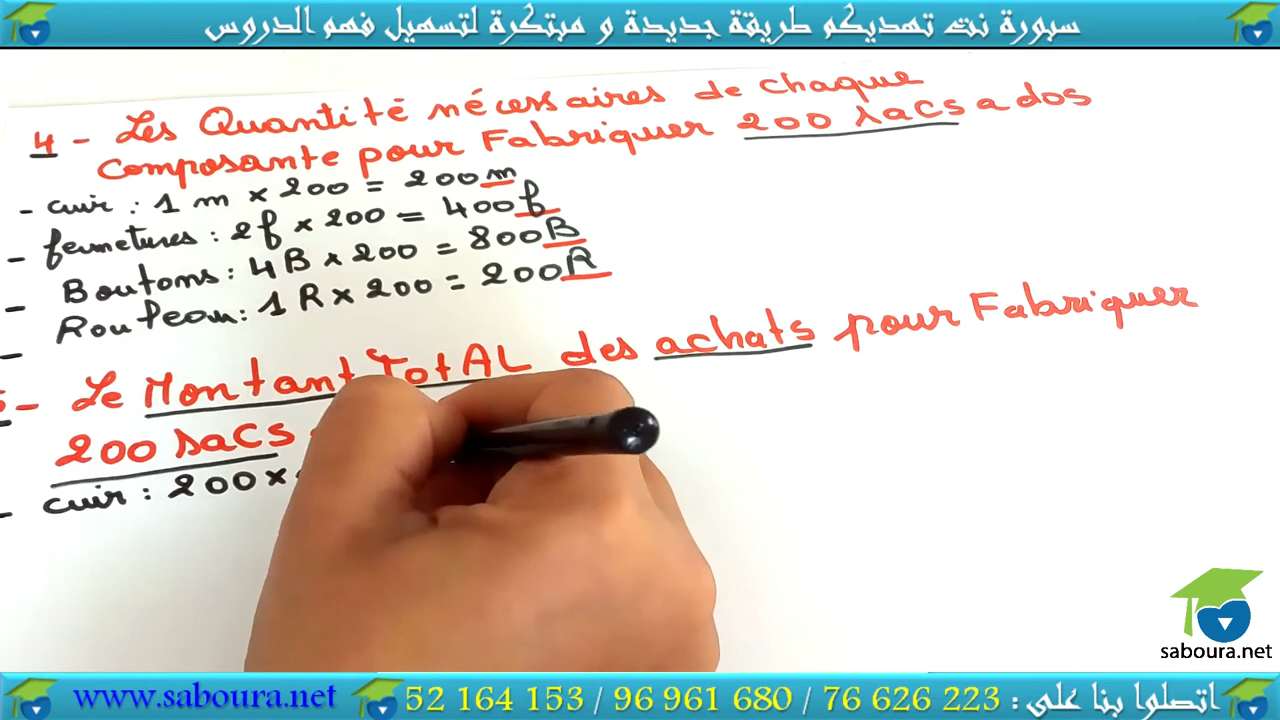 سبورة نت تهديكم طريقة جديدة و مبتكرة لتسهيل فهم الدروس
4 - Les Quantité nécessaires de chaque
composante pour Fabriquer 200 sacs a dos
- cuir : 1 m × 200 = 200 m
- fermetures : 2 f × 200 = 400 f
- Boutons : 4 B × 200 = 800 B
- Rouleau : 1 R × 200 = 200 R
5 - Le Montant TotAL des achats pour Fabriquer
200 sacs
- cuir : 200 ×
saboura.net
www.saboura.net
52 164 153 / 96 961 680 / 76 626 223 : اتصلوا بنا على